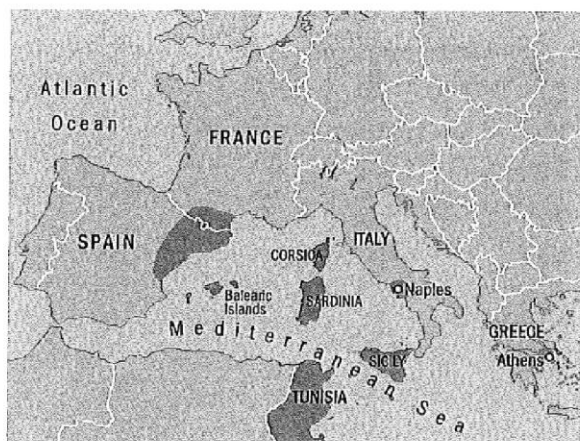 Atlantic
Ocean
FRANCE
SPAIN
CORSICA
ITALY
Balearic
Islands
SARDINIA
Naples
Mediterranean Sea
GREECE
SICILY
Athens
TUNISIA